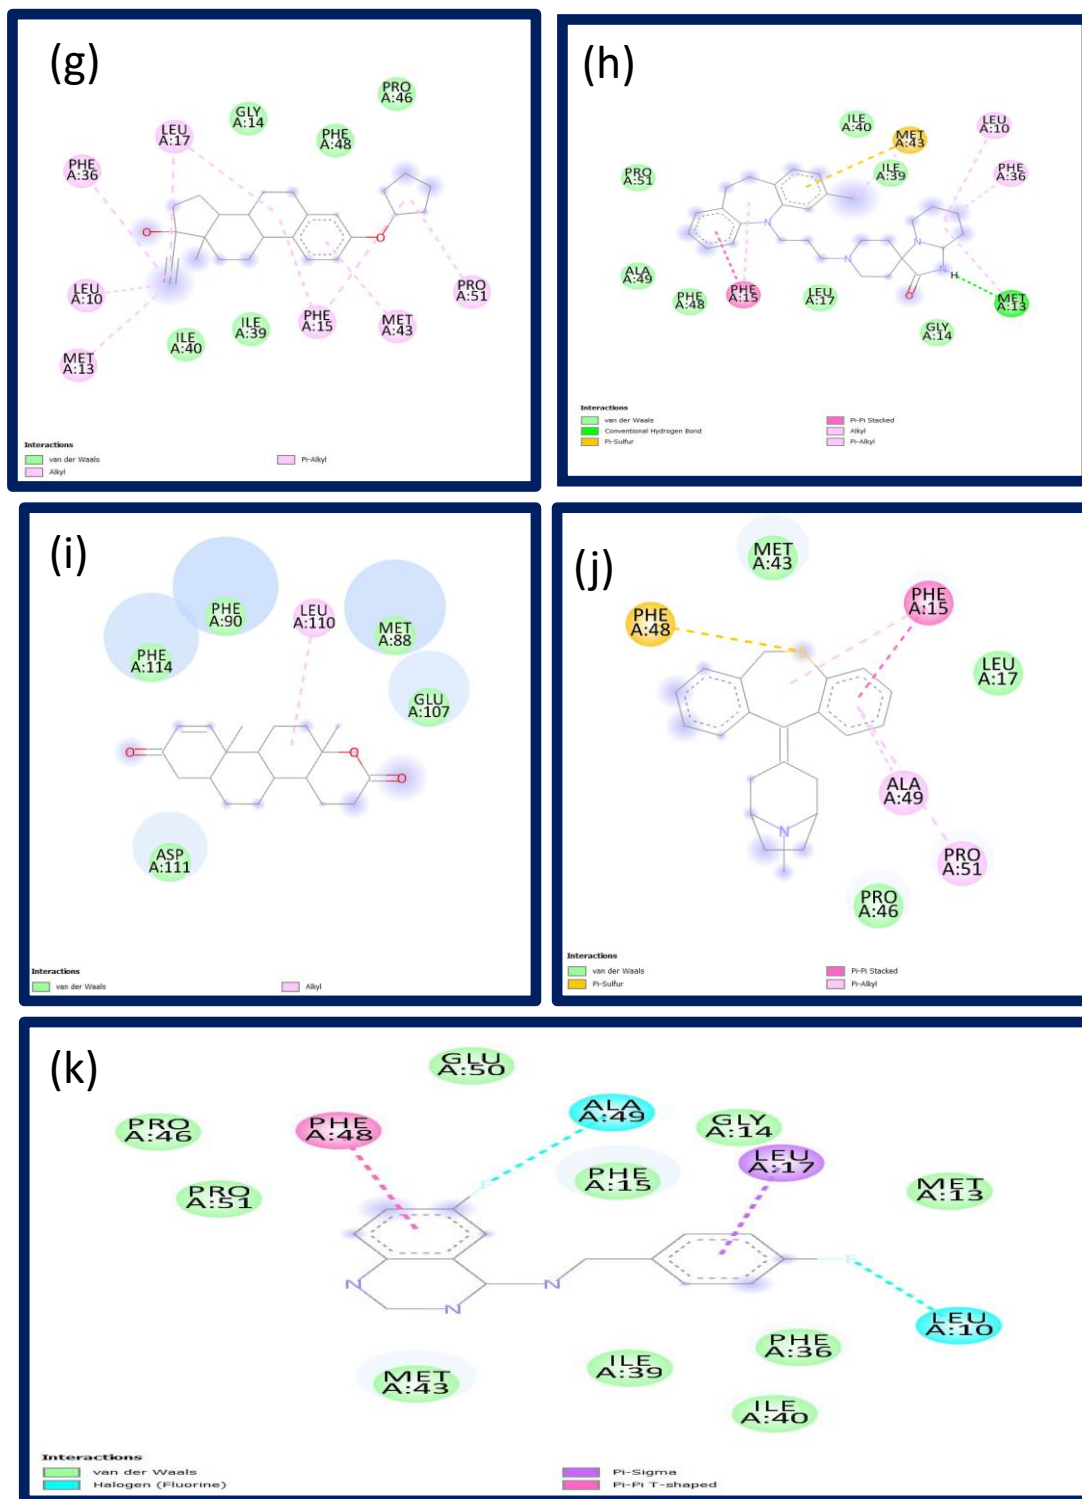 (g)
PRO
A:46
GLY
A:14
LEU
A:17
PHE
A:48
PHE
A:36
O
O
LEU
A:10
PRO
A:51
PHE
A:15
MET
A:43
ILE
A:39
ILE
A:40
MET
A:13
Interactions
van der Waals
Alkyl
Pi-Alkyl
(h)
ILE
A:40
MET
A:43
LEU
A:10
PRO
A:51
ILE
A:39
PHE
A:36
N
N
ALA
A:49
PHE
A:48
PHE
A:15
N
LEU
A:17
O
N
H
MET
A:13
GLY
A:14
Interactions
van der Waals
Conventional Hydrogen Bond
Pi-Sulfur
Pi-Pi Stacked
Alkyl
Pi-Alkyl
(i)
PHE
A:90
LEU
A:110
MET
A:88
PHE
A:114
GLU
A:107
O
O
O
ASP
A:111
Interactions
van der Waals
Alkyl
(j)
MET
A:43
PHE
A:15
PHE
A:48
S
LEU
A:17
ALA
A:49
N
PRO
A:51
PRO
A:46
Interactions
van der Waals
Pi-Sulfur
Pi-Pi Stacked
Pi-Alkyl
(k)
GLU
A:50
ALA
A:49
PRO
A:46
PHE
A:48
GLY
A:14
LEU
A:17
PRO
A:51
PHE
A:15
MET
A:13
F
F
N
N
N
LEU
A:10
PHE
A:36
ILE
A:39
MET
A:43
ILE
A:40
Interactions
van der Waals
Halogen (Fluorine)
Pi-Sigma
Pi-Pi T-shaped